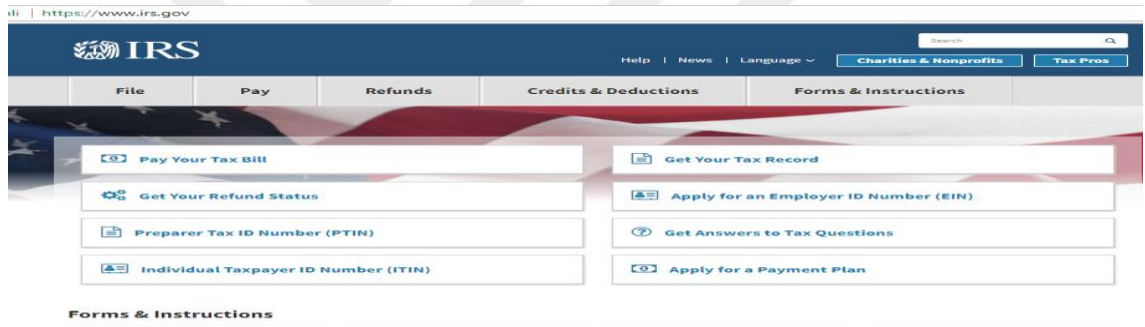 https://www.irs.gov
IRS
Search
Help | News | Language
Charities & Nonprofits
Tax Pros
File Pay Refunds Credits & Deductions Forms & Instructions
Pay Your Tax Bill
Get Your Tax Record
Get Your Refund Status
Apply for an Employer ID Number (EIN)
Preparer Tax ID Number (PTIN)
Get Answers to Tax Questions
Individual Taxpayer ID Number (ITIN)
Apply for a Payment Plan
Forms & Instructions